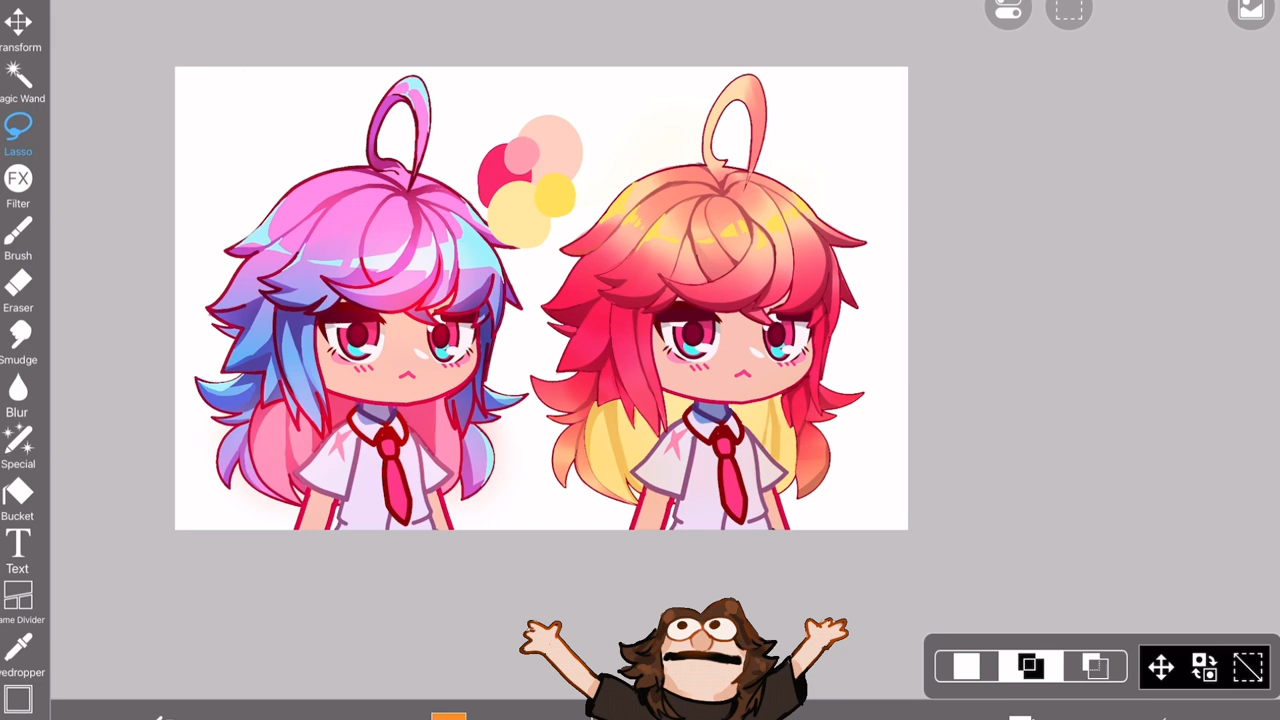 ransform
agic Wand
Lasso
FX
Filter
Brush
Eraser
Smudge
Blur
Special
Bucket
T
Text
ame Divider
yedropper